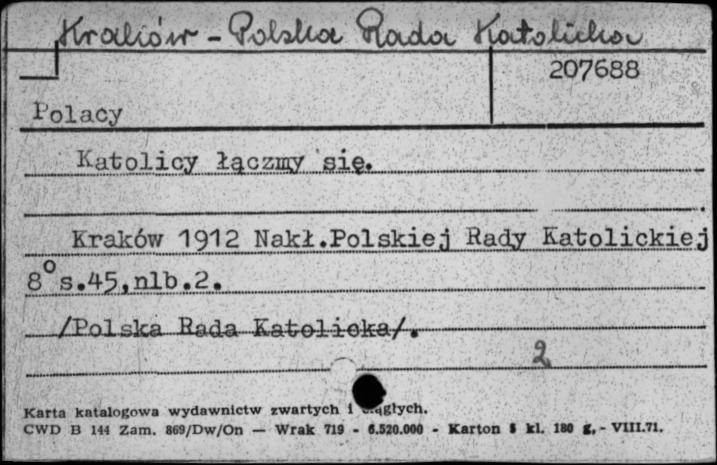 Kraków - Polska Rada Katolicka
207688
Polacy
Katolicy łączmy się.
Kraków 1912 Nakł.Polskiej Rady Katolickiej
8° s.45,nlb.2.
/Polska Rada Katolicka/.
2
Karta katalogowa wydawnictw zwartych i ciągłych.
CWD B 144 Zam. 869/Dw/On — Wrak 719 - 6.520.000 - Karton kl. 180 g. - VIII.71.